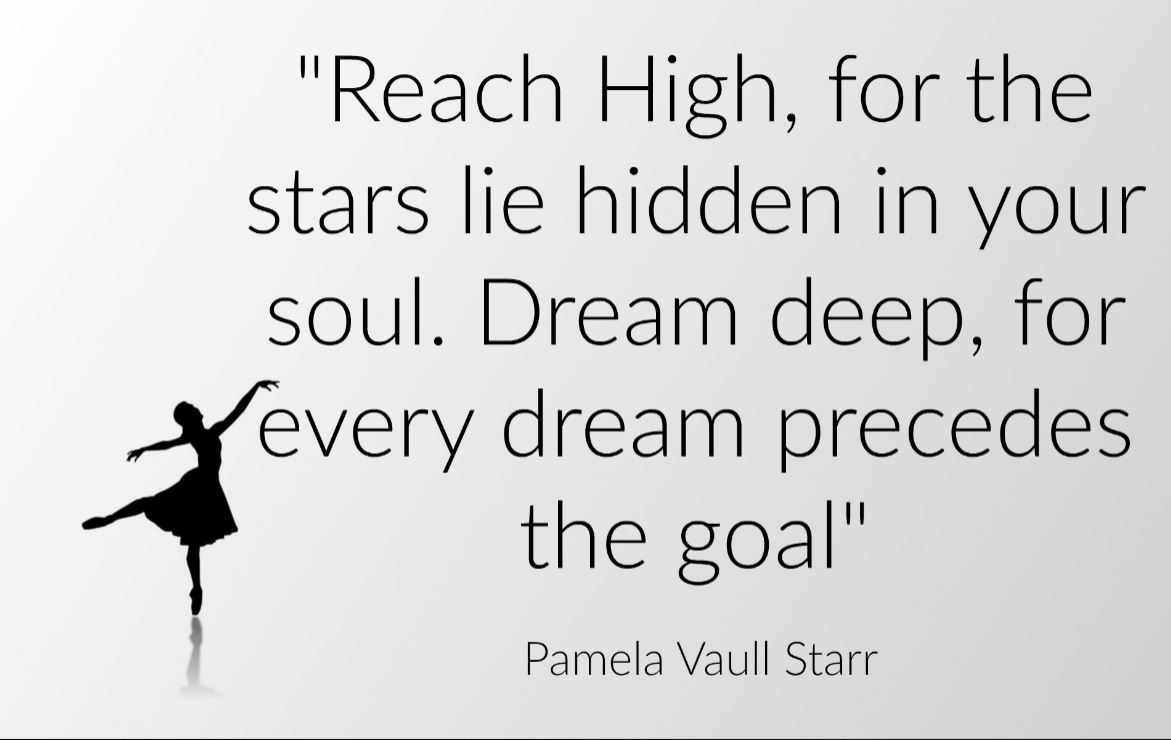 "Reach High, for the
stars lie hidden in your
soul. Dream deep, for
every dream precedes
the goal"
Pamela Vaull Starr